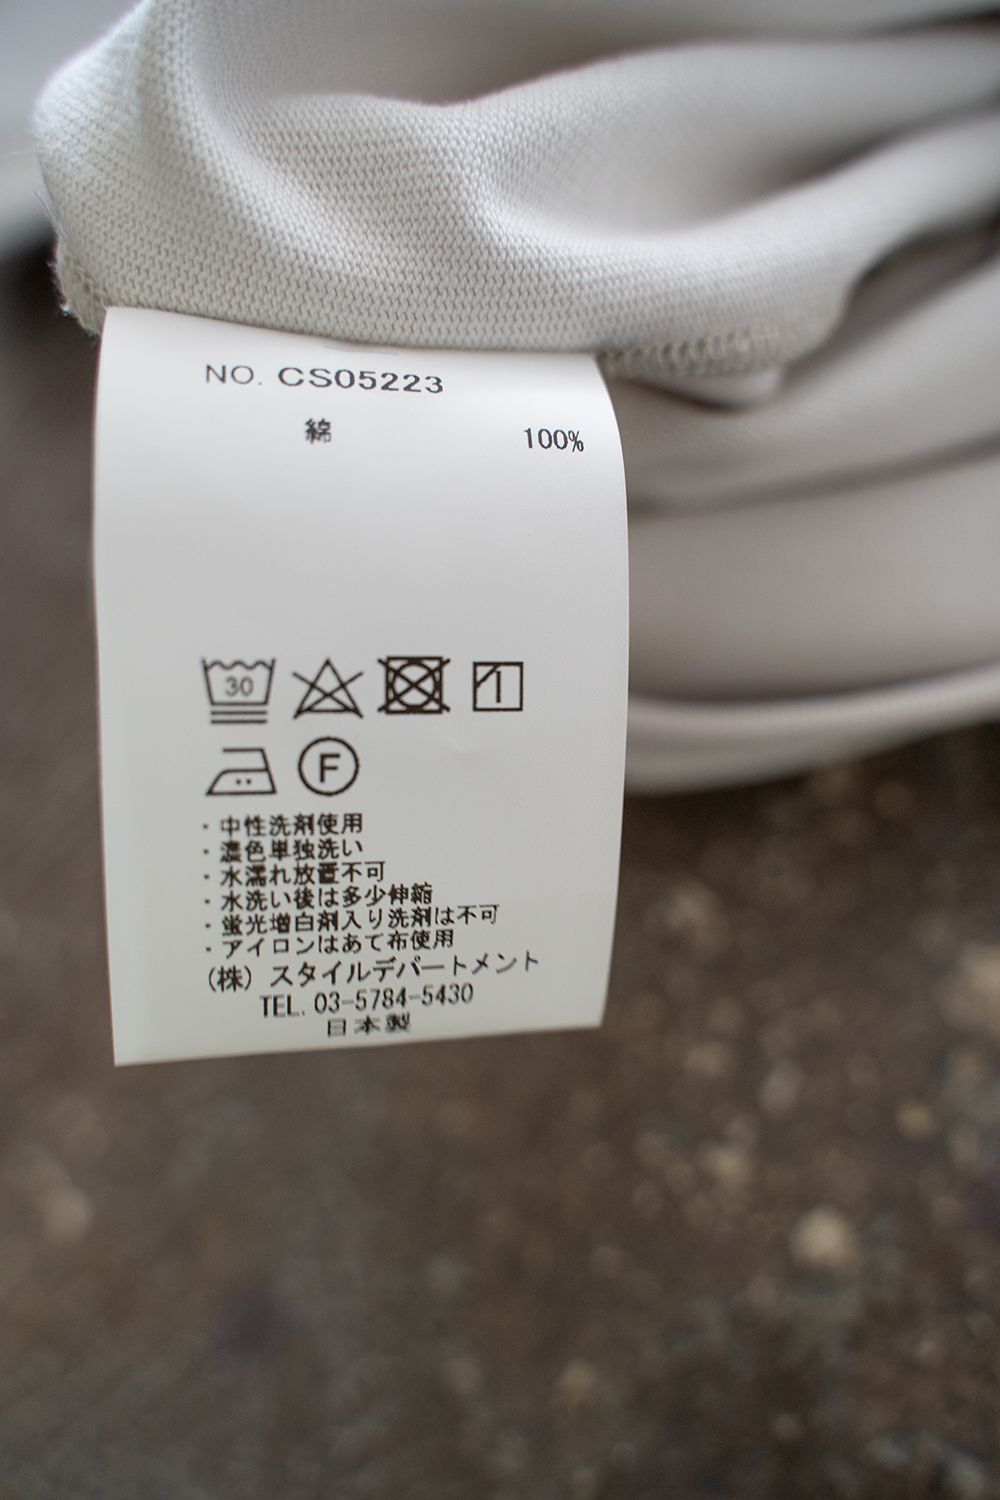 NO. CS05223
綿 100%
30
F
・中性洗剤使用
・濃色単独洗い
・水濡れ放置不可
・水洗い後は多少伸縮
・蛍光増白剤入り洗剤は不可
・アイロンはあて布使用
(株) スタイルデパートメント
TEL. 03-5784-5430
日本製